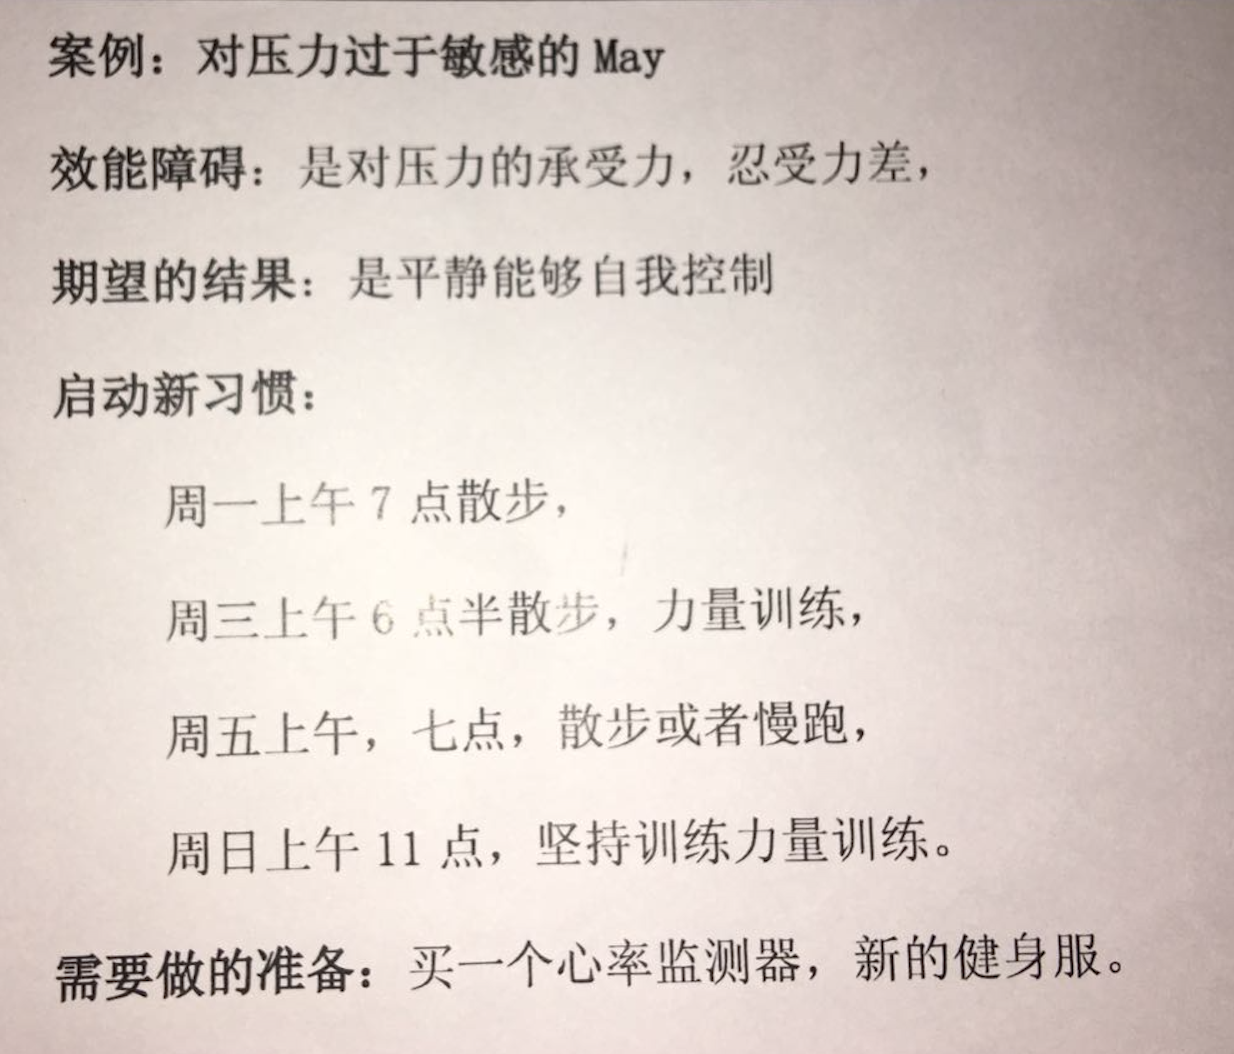 案例：对压力过于敏感的 May
效能障碍：是对压力的承受力，忍受力差，
期望的结果：是平静能够自我控制
启动新习惯：
周一上午 7 点散步，
周三上午 6 点半散步，力量训练，
周五上午，七点，散步或者慢跑，
周日上午 11 点，坚持训练力量训练。
需要做的准备：买一个心率监测器，新的健身服。